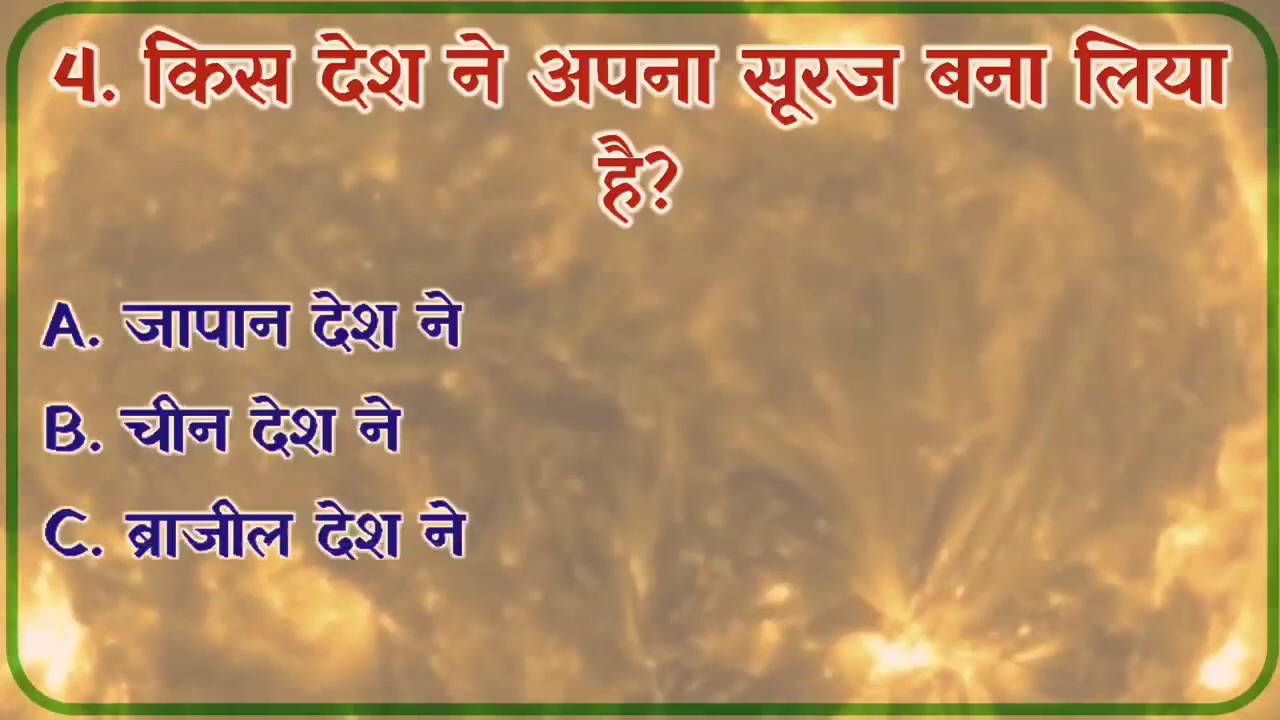 4. किस देश ने अपना सूरज बना लिया
है?
A. जापान देश ने
B. चीन देश ने
C. ब्राजील देश ने